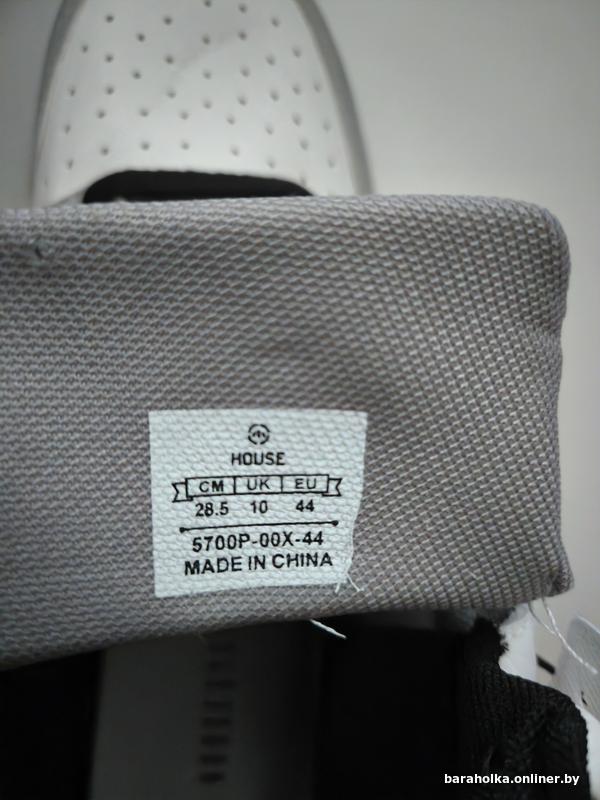 HOUSE
CM UK EU
28.5 10 44
5700P-00X-44
MADE IN CHINA
baraholka.onliner.by